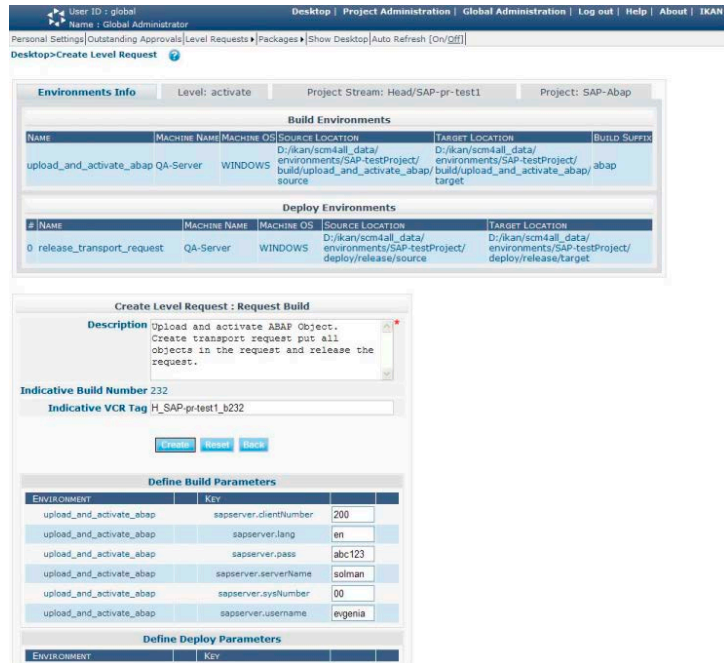 User ID : global
Name : Global Administrator
Desktop | Project Administration | Global Administration | Log out | Help | About | IKAN
Personal Settings|Outstanding Approvals|Level Requests|Packages|Show Desktop|Auto Refresh [On/Off]|
Desktop>Create Level Request
Environments Info Level: activate Project Stream: Head/SAP-pr-test1 Project: SAP-Abap
Build Environments
NAME MACHINE NAME MACHINE OS SOURCE LOCATION TARGET LOCATION BUILD SUFFIX
upload_and_activate_abap QA-Server WINDOWS D:/ikan/scm4all_data/environments/SAP-testProject/build/upload_and_activate_abap/source D:/ikan/scm4all_data/environments/SAP-testProject/build/upload_and_activate_abap/target abap
Deploy Environments
# NAME MACHINE NAME MACHINE OS SOURCE LOCATION TARGET LOCATION
0 release_transport_request QA-Server WINDOWS D:/ikan/scm4all_data/environments/SAP-testProject/deploy/release/source D:/ikan/scm4all_data/environments/SAP-testProject/deploy/release/target
Create Level Request : Request Build
Description Upload and activate ABAP Object. *
Create transport request put all
objects in the request and release the
request.
Indicative Build Number 232
Indicative VCR Tag H_SAP-pr-test1_b232
Create Reset Back
Define Build Parameters
ENVIRONMENT KEY
upload_and_activate_abap sapserver.clientNumber 200
upload_and_activate_abap sapserver.lang en
upload_and_activate_abap sapserver.pass abc123
upload_and_activate_abap sapserver.serverName solman
upload_and_activate_abap sapserver.sysNumber 00
upload_and_activate_abap sapserver.username evgenia
Define Deploy Parameters
ENVIRONMENT KEY